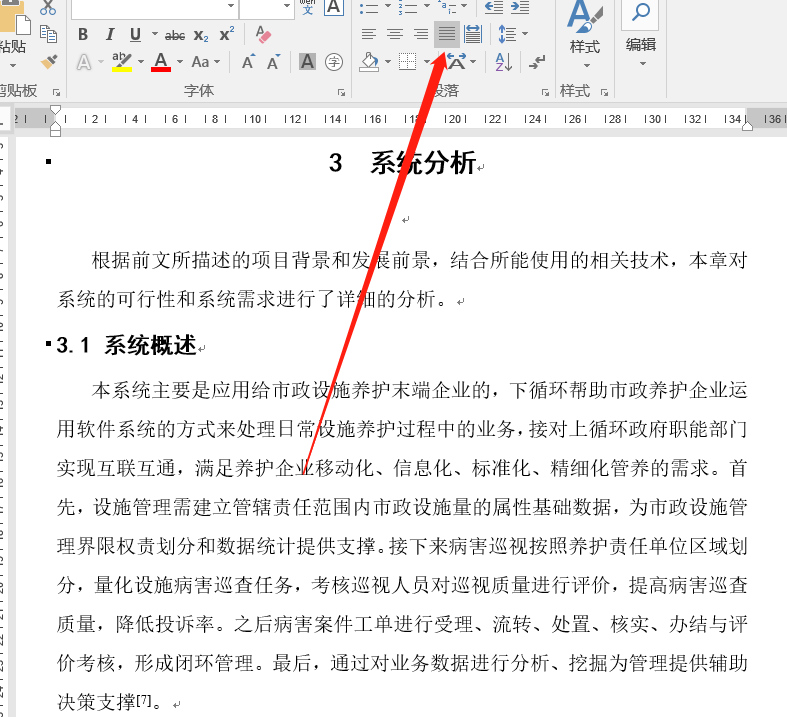 wén
文 A
B I U abc x₂ x² 
粘贴
A aby A Aa A A A 字
A A Z
样式 编辑
剪贴板 字体 段落 样式
2 2 4 6 8 10 12 14 16 18 20 22 24 26 28 30 32 34 36
3 系统分析
根据前文所描述的项目背景和发展前景，结合所能使用的相关技术，本章对
系统的可行性和系统需求进行了详细的分析。
3.1 系统概述
本系统主要是应用给市政设施养护末端企业的，下循环帮助市政养护企业运
用软件系统的方式来处理日常设施养护过程中的业务，接对上循环政府职能部门
实现互联互通，满足养护企业移动化、信息化、标准化、精细化管养的需求。首
先，设施管理需建立管辖责任范围内市政设施量的属性基础数据，为市政设施管
理界限权责划分和数据统计提供支撑。接下来病害巡视按照养护责任单位区域划
分，量化设施病害巡查任务，考核巡视人员对巡视质量进行评价，提高病害巡查
质量，降低投诉率。之后病害案件工单进行受理、流转、处置、核实、办结与评
价考核，形成闭环管理。最后，通过对业务数据进行分析、挖掘为管理提供辅助
决策支撑[7]。